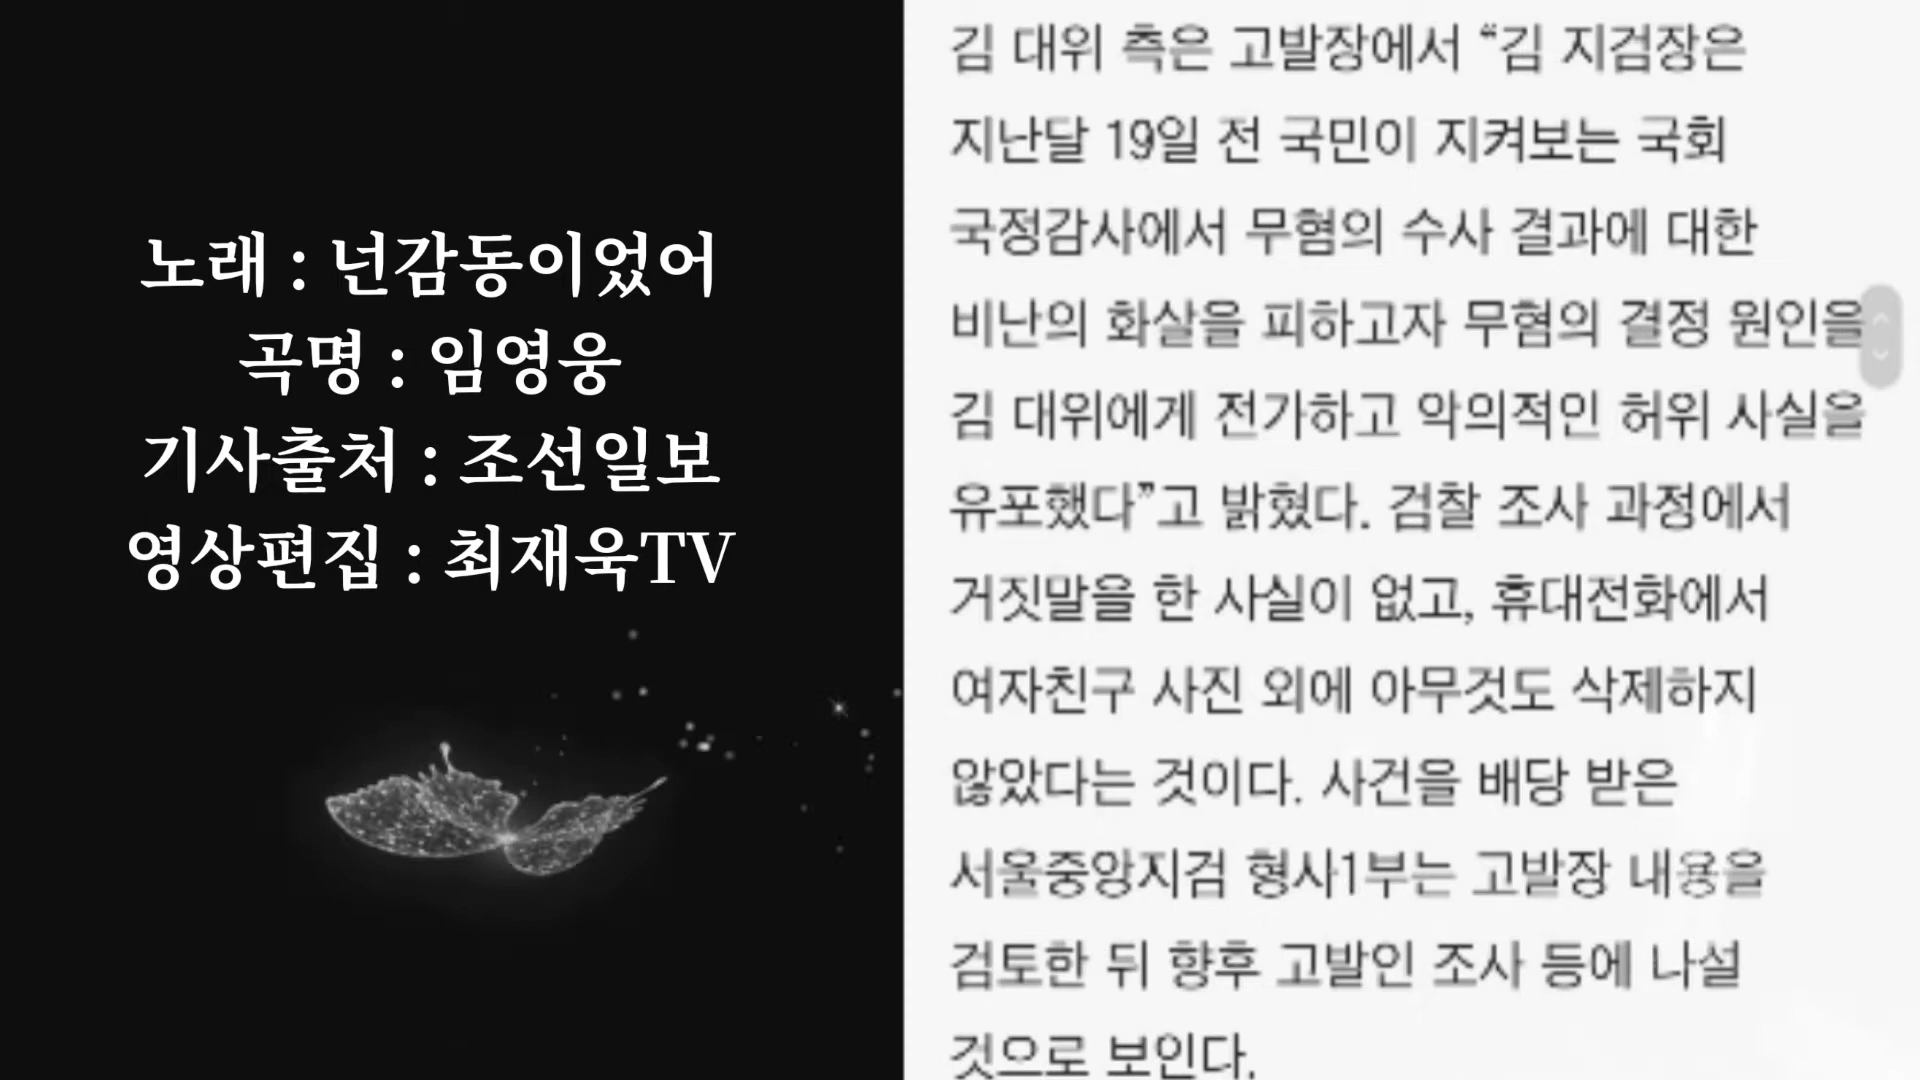 노래 : 넌감동이었어
곡명 : 임영웅
기사출처 : 조선일보
영상편집 : 최재욱TV
김 대위 측은 고발장에서 “김 지검장은
지난달 19일 전 국민이 지켜보는 국회
국정감사에서 무혐의 수사 결과에 대한
비난의 화살을 피하고자 무혐의 결정 원인을
김 대위에게 전가하고 악의적인 허위 사실을
유포했다”고 밝혔다. 검찰 조사 과정에서
거짓말을 한 사실이 없고, 휴대전화에서
여자친구 사진 외에 아무것도 삭제하지
않았다는 것이다. 사건을 배당 받은
서울중앙지검 형사1부는 고발장 내용을
검토한 뒤 향후 고발인 조사 등에 나설
것으로 보인다.